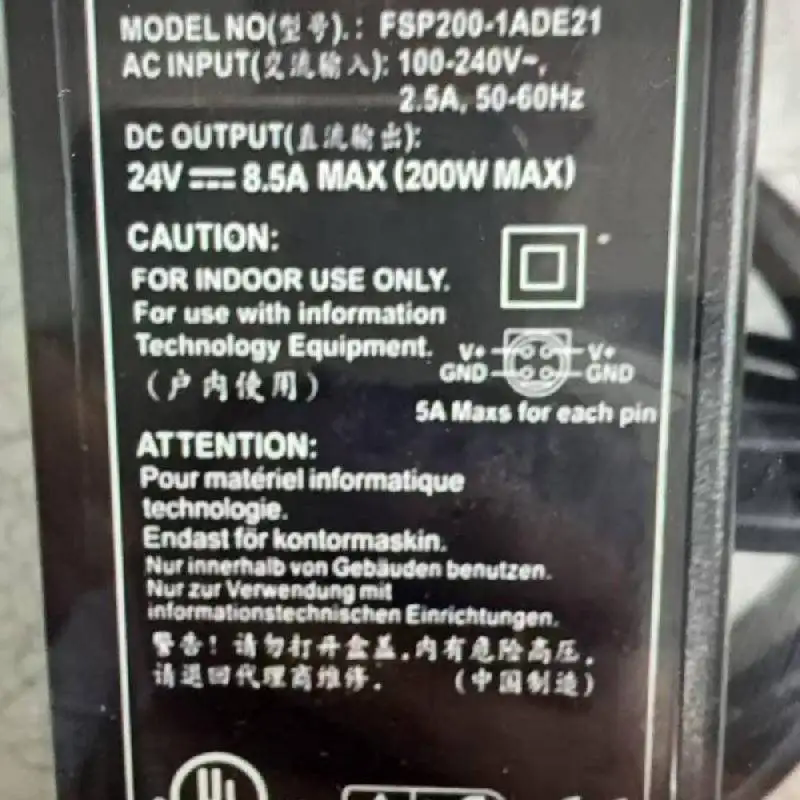 MODEL NO(型号).: FSP200-1ADE21
AC INPUT(交流输入): 100-240V~,
2.5A, 50-60Hz
DC OUTPUT(直流输出):
24V⎓8.5A MAX (200W MAX)
CAUTION:
FOR INDOOR USE ONLY.
For use with information
Technology Equipment.
(户内使用)
V+ V+
GND GND
5A Maxs for each pin
ATTENTION:
Pour matériel informatique
technologie.
Endast för kontormaskin.
Nur innerhalb von Gebäuden benutzen.
Nur zur Verwendung mit
informationstechnischen Einrichtungen.
警告!请勿打开盒盖,内有危险高压,
请退回代理商维修. (中国制造)
UL